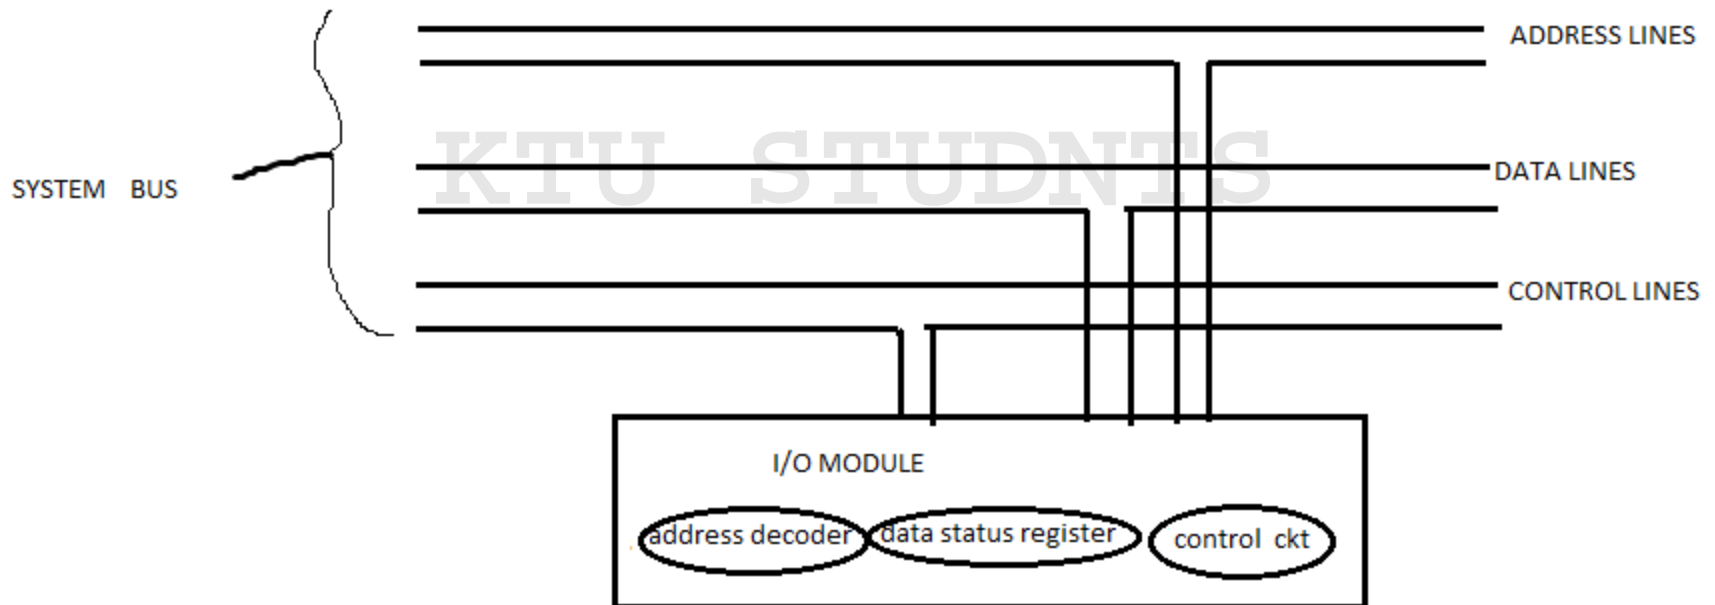 ADDRESS LINES
KTU STUDNTS
DATA LINES
SYSTEM BUS
CONTROL LINES
I/O MODULE
address decoder
data status register
control ckt